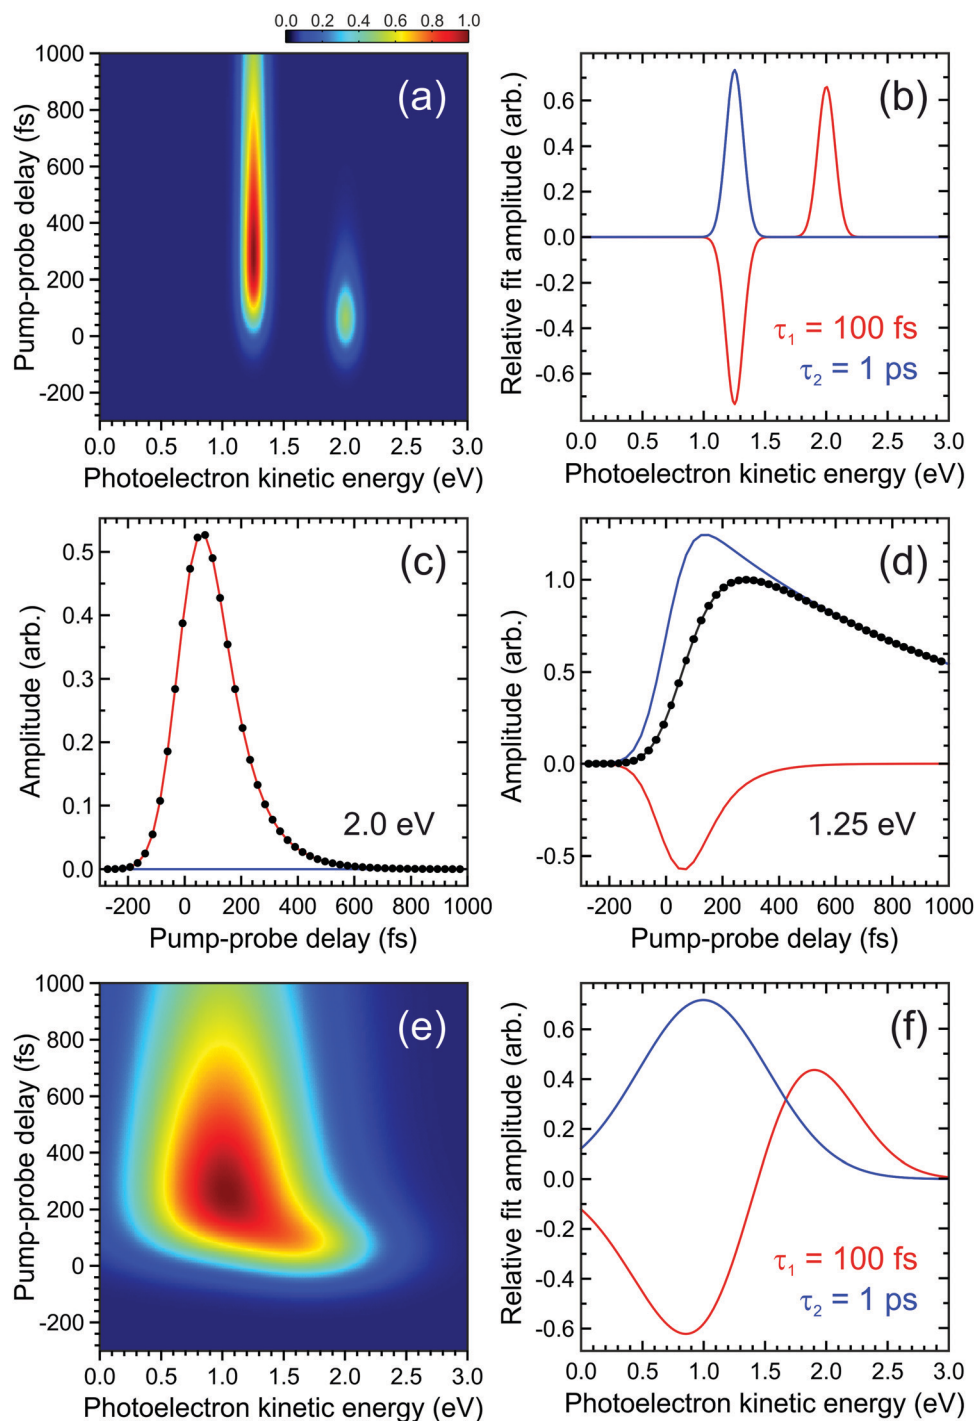 0.0 0.2 0.4 0.6 0.8 1.0
(a)
1000
800
600
400
200
0
-200
Pump-probe delay (fs)
0.0 0.5 1.0 1.5 2.0 2.5 3.0
Photoelectron kinetic energy (eV)
(b)
0.6
0.4
0.2
0.0
-0.2
-0.4
-0.6
Relative fit amplitude (arb.)
τ₁ = 100 fs
τ₂ = 1 ps
0.0 0.5 1.0 1.5 2.0 2.5 3.0
Photoelectron kinetic energy (eV)
(c)
0.5
0.4
0.3
0.2
0.1
0.0
Amplitude (arb.)
2.0 eV
-200 0 200 400 600 800 1000
Pump-probe delay (fs)
(d)
1.0
0.5
0.0
-0.5
Amplitude (arb.)
1.25 eV
-200 0 200 400 600 800 1000
Pump-probe delay (fs)
(e)
1000
800
600
400
200
0
-200
Pump-probe delay (fs)
0.0 0.5 1.0 1.5 2.0 2.5 3.0
Photoelectron kinetic energy (eV)
(f)
0.6
0.4
0.2
0.0
-0.2
-0.4
-0.6
Relative fit amplitude (arb.)
τ₁ = 100 fs
τ₂ = 1 ps
0.0 0.5 1.0 1.5 2.0 2.5 3.0
Photoelectron kinetic energy (eV)